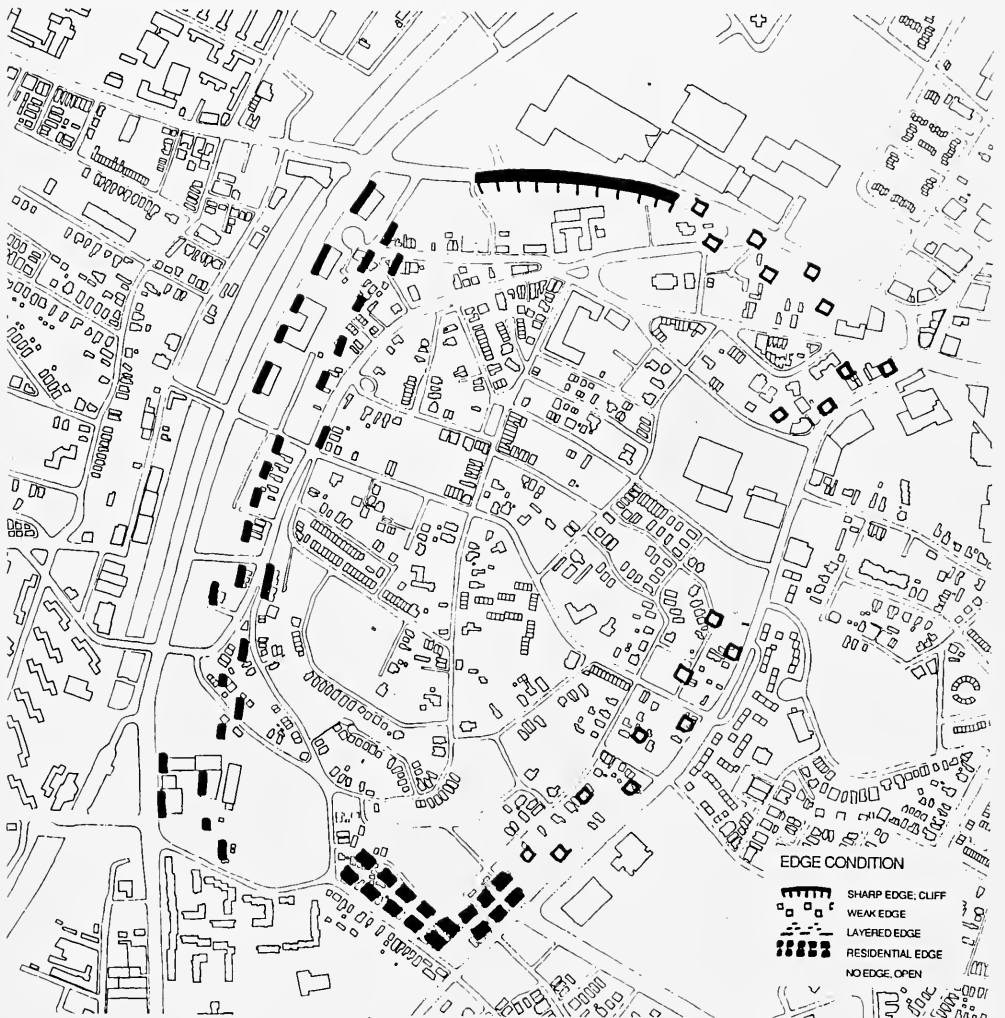 EDGE CONDITION
SHARP EDGE; CLIFF
WEAK EDGE
LAYERED EDGE
RESIDENTIAL EDGE
NO EDGE, OPEN